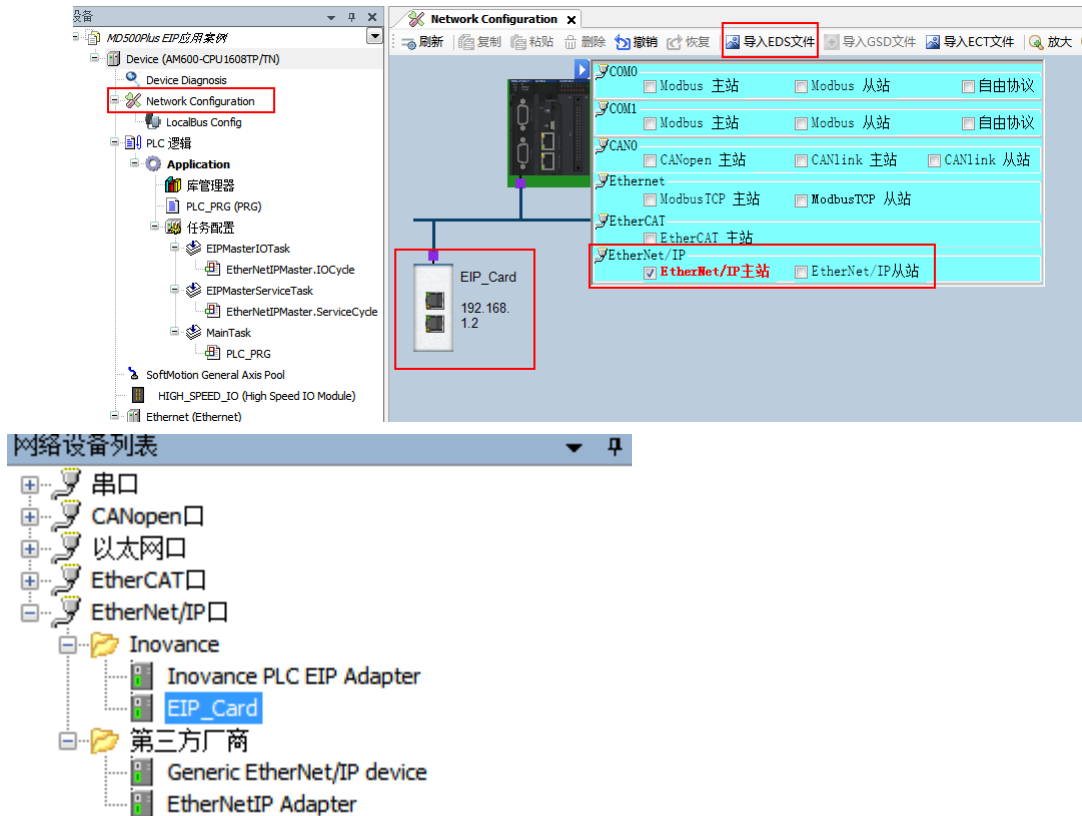 设备
MD500Plus EIP应用案例
Device (AM600-CPU1608TP/TN)
Device Diagnosis
Network Configuration
LocalBus Config
PLC 逻辑
Application
库管理器
PLC_PRG (PRG)
任务配置
EIPMasterIOTask
EtherNetIPMaster.IOCycle
EIPMasterServiceTask
EtherNetIPMaster.ServiceCycle
MainTask
PLC_PRG
SoftMotion General Axis Pool
HIGH_SPEED_IO (High Speed IO Module)
Ethernet (Ethernet)
Network Configuration
刷新 复制 粘贴 删除 撤销 恢复 导入EDS文件 导入GSD文件 导入ECT文件 放大
COM0
Modbus 主站 Modbus 从站 自由协议
COM1
Modbus 主站 Modbus 从站 自由协议
CAN0
CANopen 主站 CANlink 主站 CANlink 从站
Ethernet
ModbusTCP 主站 ModbusTCP 从站
EtherCAT
EtherCAT 主站
EtherNet/IP
EtherNet/IP主站 EtherNet/IP从站
EIP_Card
192.168.
1.2
网络设备列表
串口
CANopen口
以太网口
EtherCAT口
EtherNet/IP口
Inovance
Inovance PLC EIP Adapter
EIP_Card
第三方厂商
Generic EtherNet/IP device
EtherNetIP Adapter